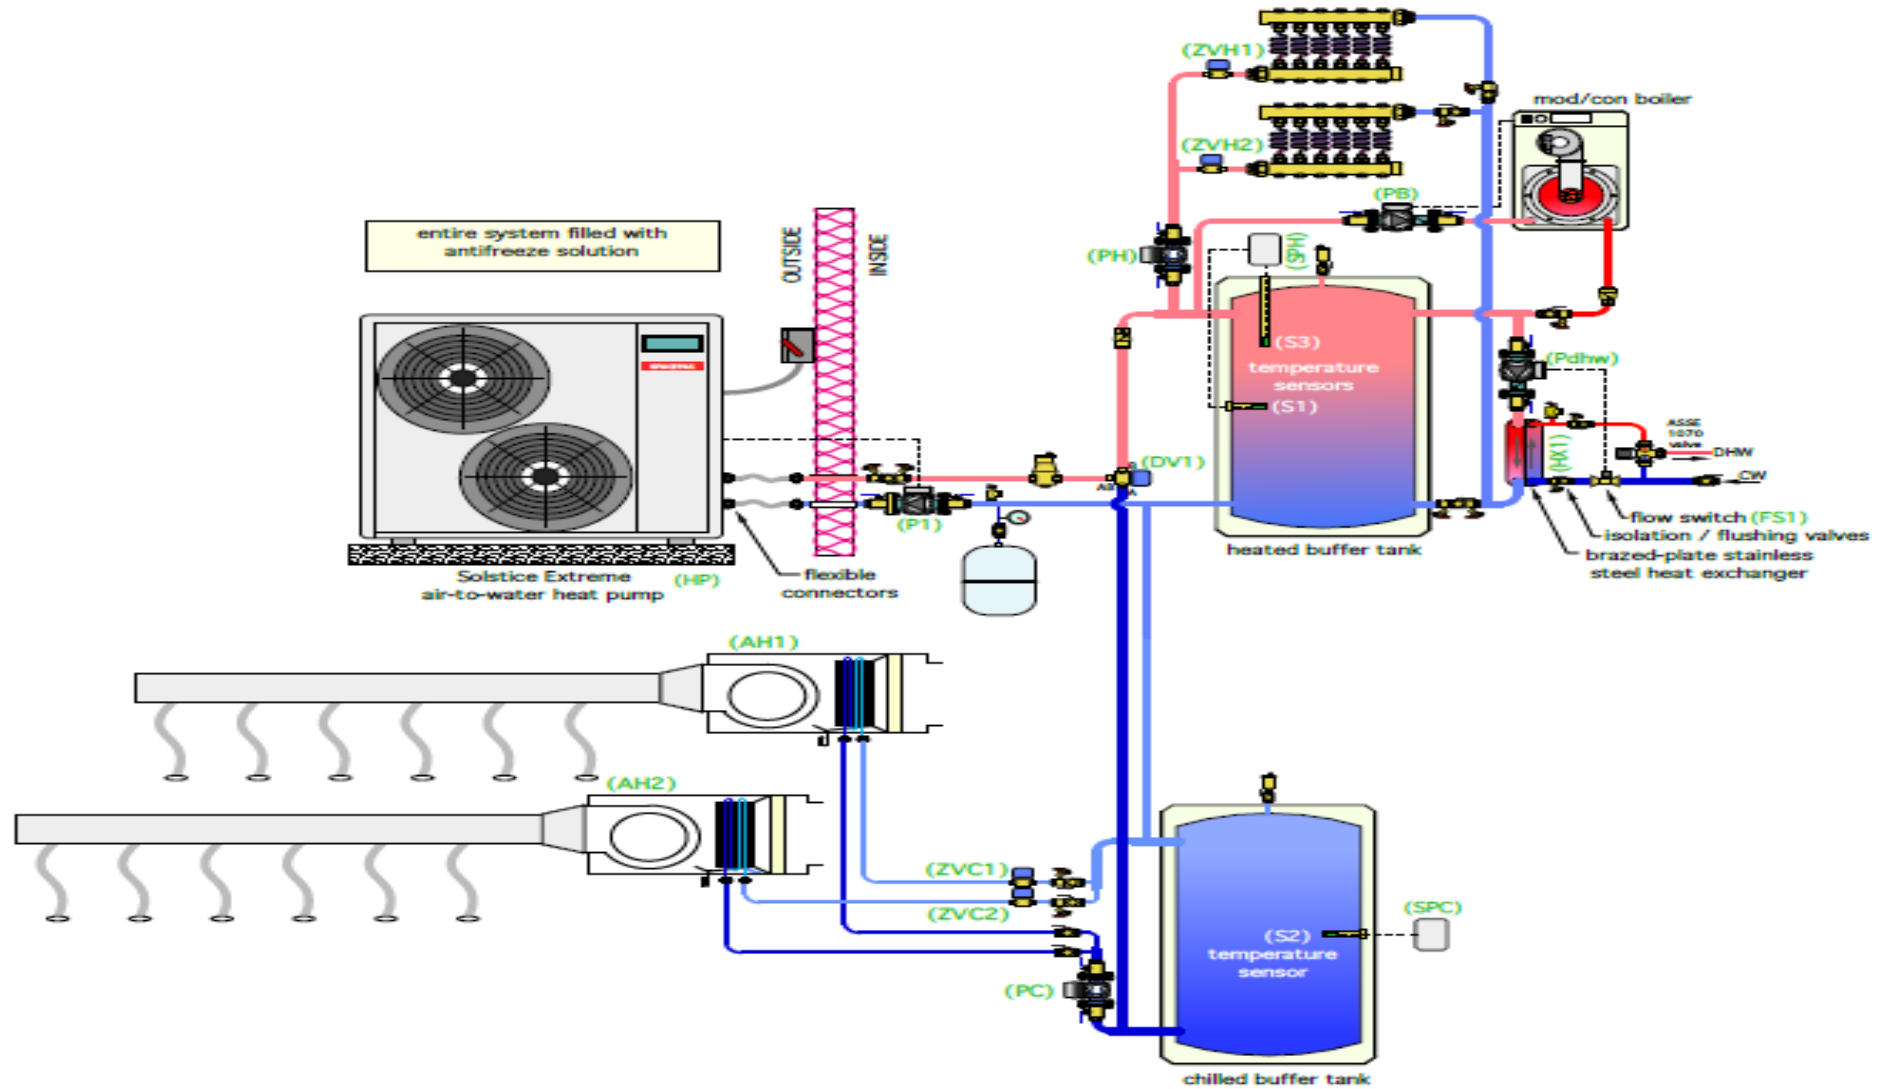 (ZVH1)
mod/con boiler
(ZVH2)
(PB)
entire system filled with
antifreeze solution
OUTSIDE
INSIDE
(PH)
(SPH)
(S3)
temperature
sensors
(S1)
(Pdhw)
ASSE
1070
valve
DHW
(HX1)
CW
(DV1)
AB
A
(P1)
flow switch (FS1)
isolation / flushing valves
brazed-plate stainless
steel heat exchanger
heated buffer tank
Solstice Extreme
air-to-water heat pump
(HP)
flexible
connectors
(AH1)
(AH2)
(ZVC1)
(ZVC2)
(SPC)
(S2)
temperature
sensor
(PC)
chilled buffer tank